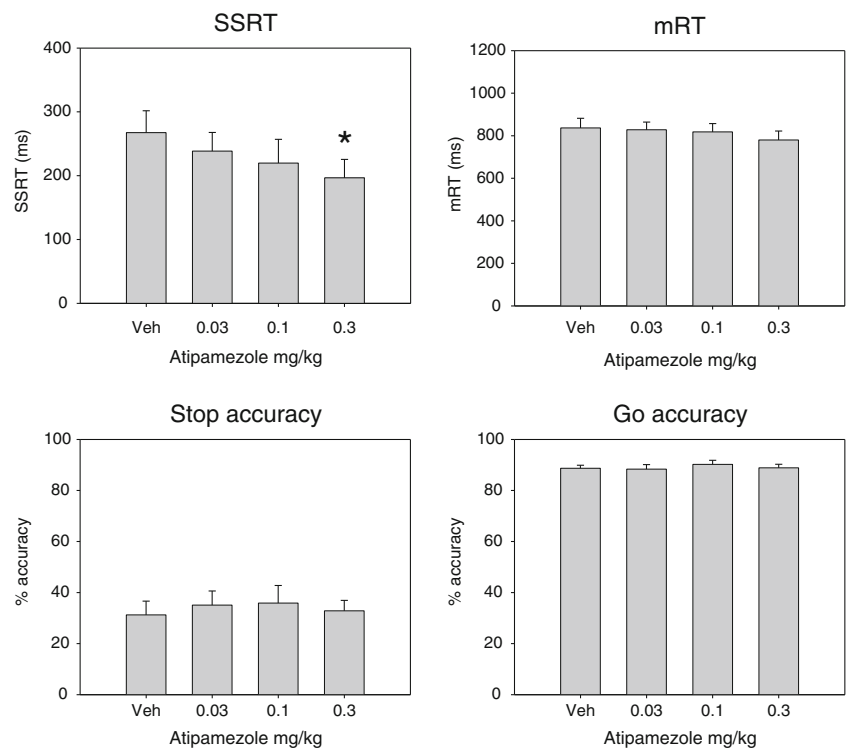 SSRT
400
300
200
100
0
SSRT (ms)
*
Veh 0.03 0.1 0.3
Atipamezole mg/kg
mRT
1200
1000
800
600
400
200
0
mRT (ms)
Veh 0.03 0.1 0.3
Atipamezole mg/kg
Stop accuracy
100
80
60
40
20
0
% accuracy
Veh 0.03 0.1 0.3
Atipamezole mg/kg
Go accuracy
100
80
60
40
20
0
% accuracy
Veh 0.03 0.1 0.3
Atipamezole mg/kg